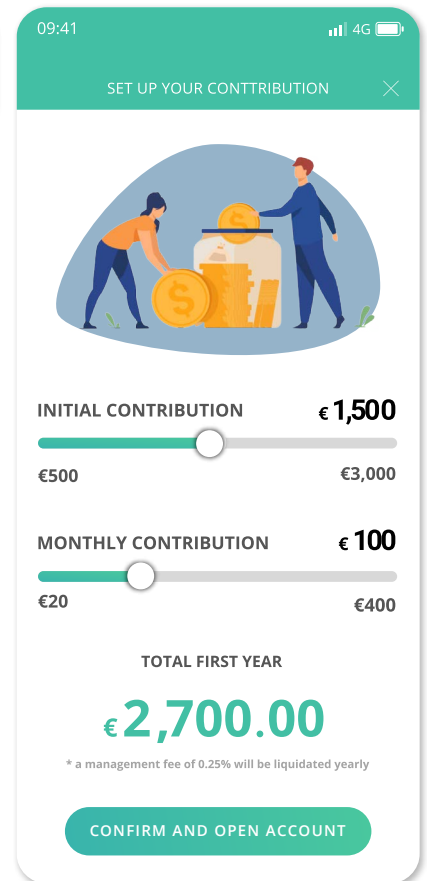 09:41 4G
SET UP YOUR CONTTRIBUTION
$
$
INITIAL CONTRIBUTION € 1,500
€500 €3,000
MONTHLY CONTRIBUTION € 100
€20 €400
TOTAL FIRST YEAR
€ 2,700.00
* a management fee of 0.25% will be liquidated yearly
CONFIRM AND OPEN ACCOUNT